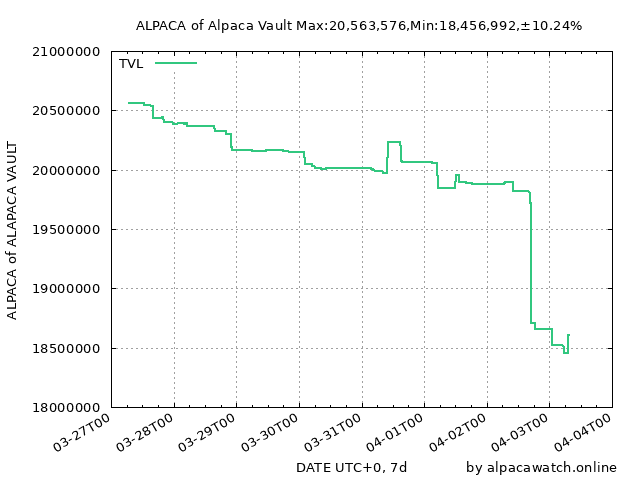 ALPACA of Alpaca Vault Max:20,563,576,Min:18,456,992,±10.24%
21000000
TVL
20500000
20000000
19500000
19000000
18500000
18000000
ALPACA of ALAPACA VAULT
03-27T00
03-28T00
03-29T00
03-30T00
03-31T00
04-01T00
04-02T00
04-03T00
04-04T00
DATE UTC+0, 7d
by alpacawatch.online